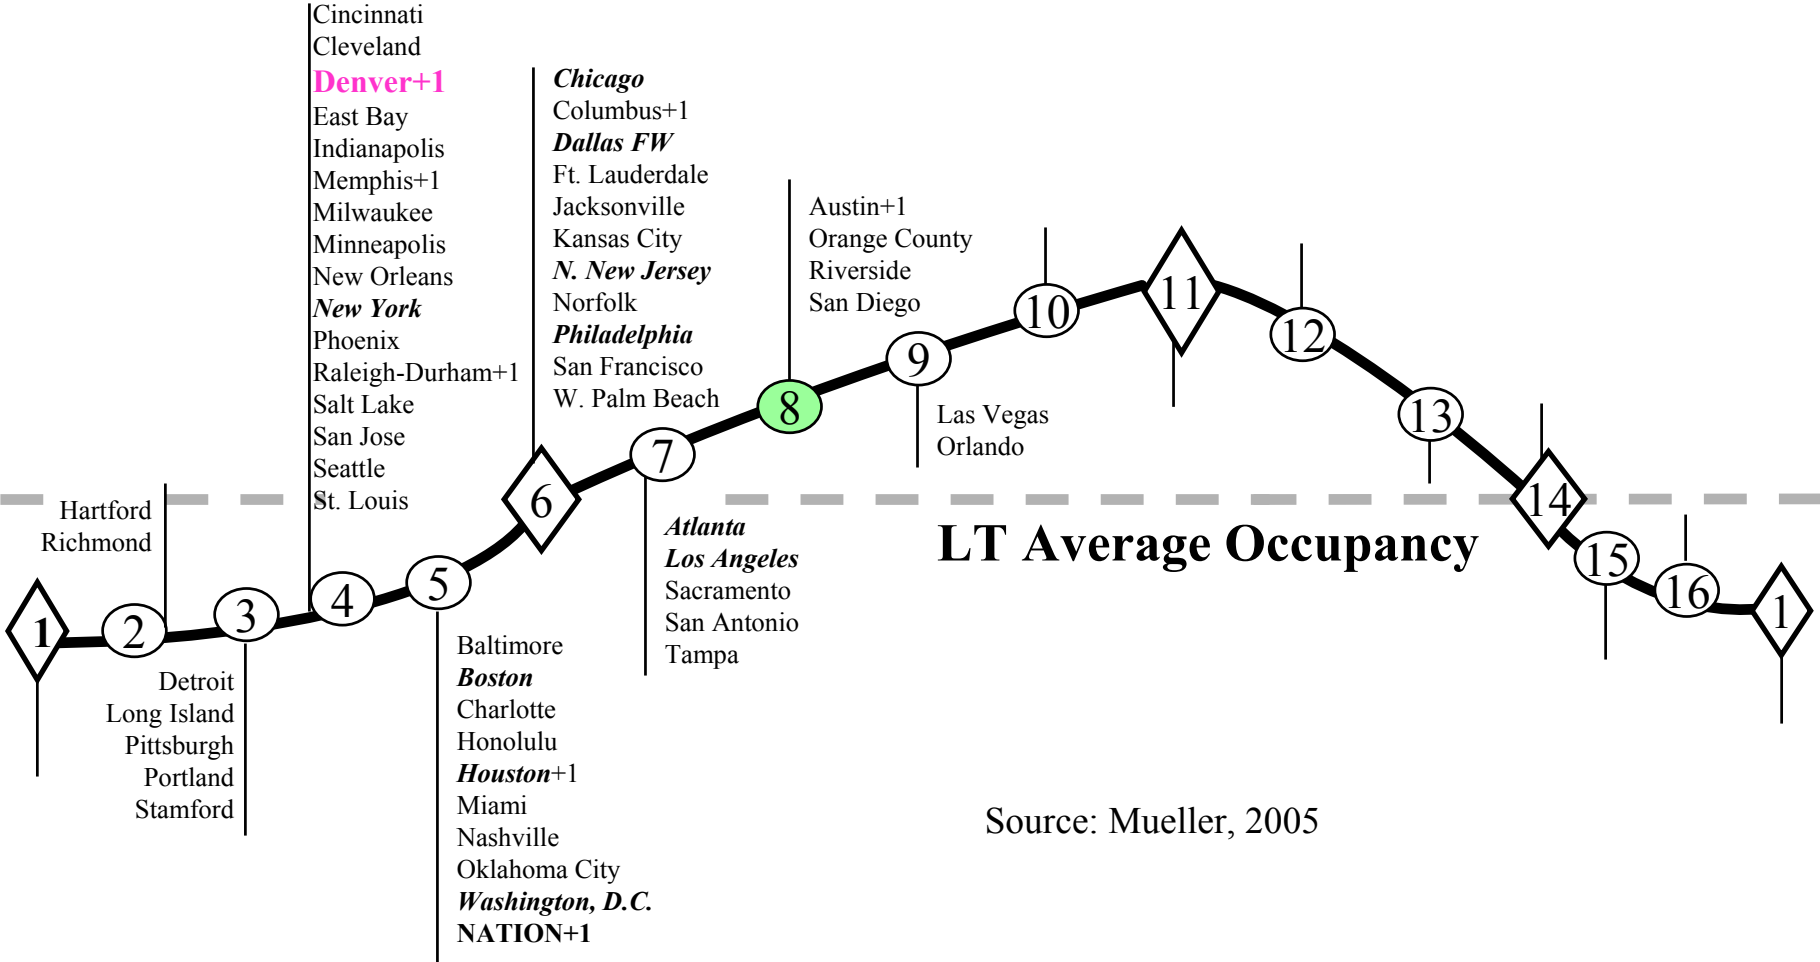 Cincinnati
Cleveland
Denver+1
East Bay
Indianapolis
Memphis+1
Milwaukee
Minneapolis
New Orleans
New York
Phoenix
Raleigh-Durham+1
Salt Lake
San Jose
Seattle
St. Louis
Chicago
Columbus+1
Dallas FW
Ft. Lauderdale
Jacksonville
Kansas City
N. New Jersey
Norfolk
Philadelphia
San Francisco
W. Palm Beach
Austin+1
Orange County
Riverside
San Diego
Las Vegas
Orlando
Hartford
Richmond
Atlanta
Los Angeles
Sacramento
San Antonio
Tampa
LT Average Occupancy
1
2
3
4
5
6
7
8
9
10
11
12
13
14
15
16
1
Detroit
Long Island
Pittsburgh
Portland
Stamford
Baltimore
Boston
Charlotte
Honolulu
Houston+1
Miami
Nashville
Oklahoma City
Washington, D.C.
NATION+1
Source: Mueller, 2005